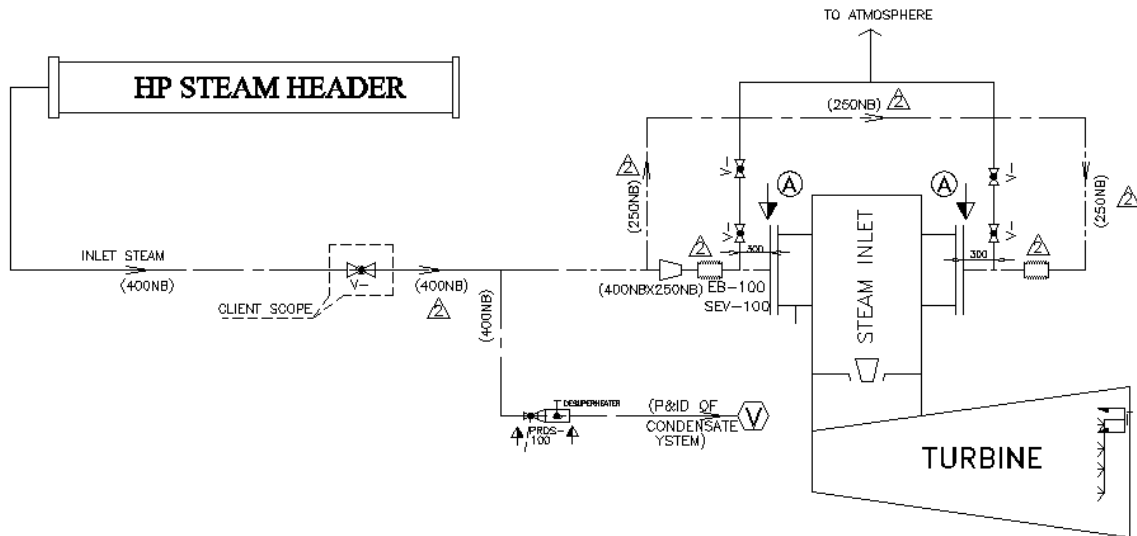 TO ATMOSPHERE
HP STEAM HEADER
(250NB)
2
2
(250NB)
V-
A
A
V-
(250NB)
2
INLET STEAM
(400NB)
V-
CLIENT SCOPE
(400NB)
2
(400NB)
2
V-
300
(400NBX250NB)
EB-100
SEV-100
STEAM INLET
V-
300
2
DESUPERHEATER
PRDS-
100
(P&ID OF
CONDENSATE
YSTEM)
V
TURBINE